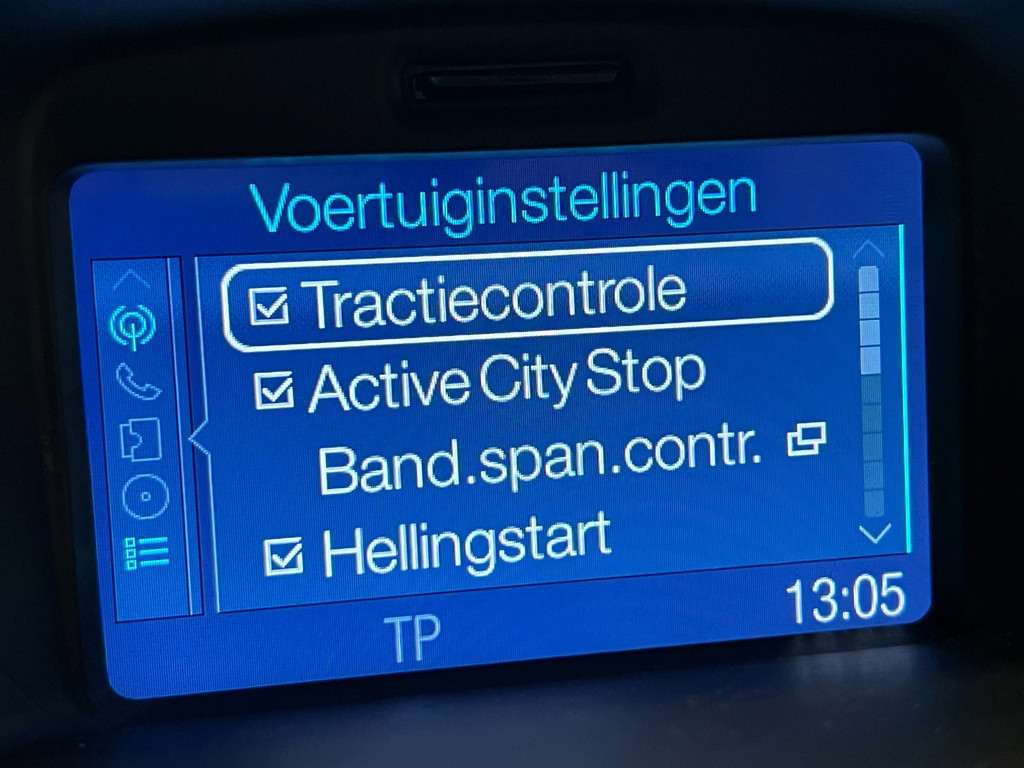 Voertuiginstellingen
Tractiecontrole
Active City Stop
Band.span.contr.
Hellingstart
TP
13:05